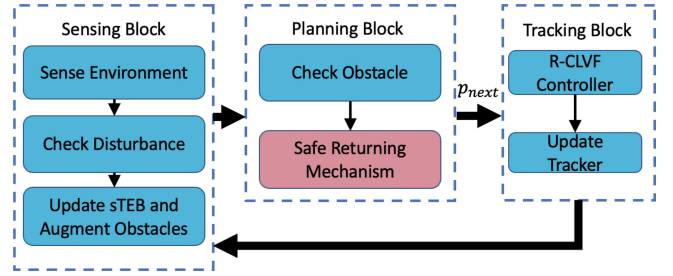 Sensing Block
Sense Environment
Check Disturbance
Update sTEB and
Augment Obstacles
Planning Block
Check Obstacle
Safe Returning
Mechanism
p_next
Tracking Block
R-CLVF
Controller
Update
Tracker